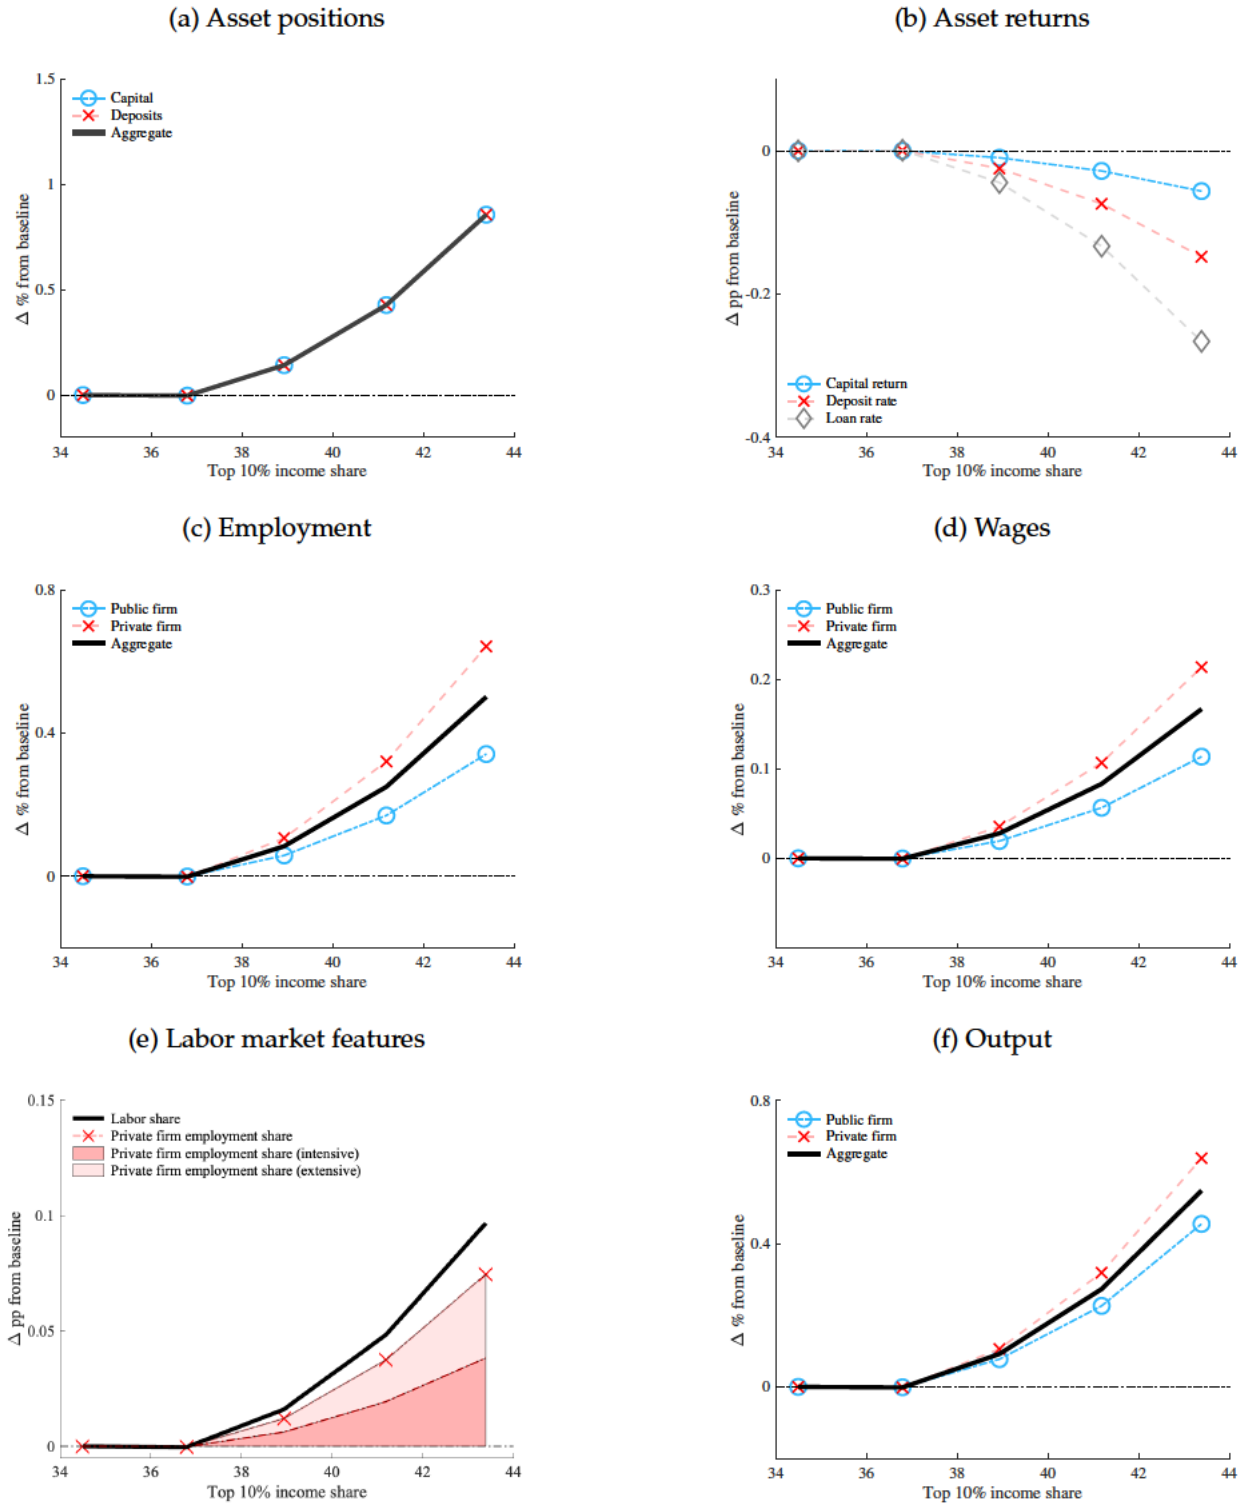 (a) Asset positions
1.5
Capital
Deposits
Aggregate
1
0.5
0
Δ % from baseline
34 36 38 40 42 44
Top 10% income share
(b) Asset returns
0
-0.2
-0.4
Δ pp from baseline
Capital return
Deposit rate
Loan rate
34 36 38 40 42 44
Top 10% income share
(c) Employment
0.8
Public firm
Private firm
Aggregate
0.4
0
Δ % from baseline
34 36 38 40 42 44
Top 10% income share
(d) Wages
0.3
Public firm
Private firm
Aggregate
0.2
0.1
0
Δ % from baseline
34 36 38 40 42 44
Top 10% income share
(e) Labor market features
0.15
Labor share
Private firm employment share
Private firm employment share (intensive)
Private firm employment share (extensive)
0.1
0.05
0
Δ pp from baseline
34 36 38 40 42 44
Top 10% income share
(f) Output
0.8
Public firm
Private firm
Aggregate
0.4
0
Δ % from baseline
34 36 38 40 42 44
Top 10% income share